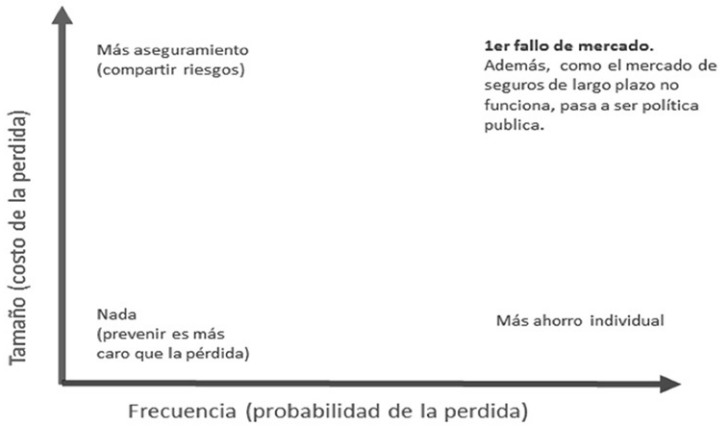 Más aseguramiento
(compartir riesgos)
1er fallo de mercado.
Además, como el mercado de
seguros de largo plazo no
funciona, pasa a ser política
publica.
Tamaño (costo de la perdida)
Nada
(prevenir es más
caro que la pérdida)
Más ahorro individual
Frecuencia (probabilidad de la perdida)